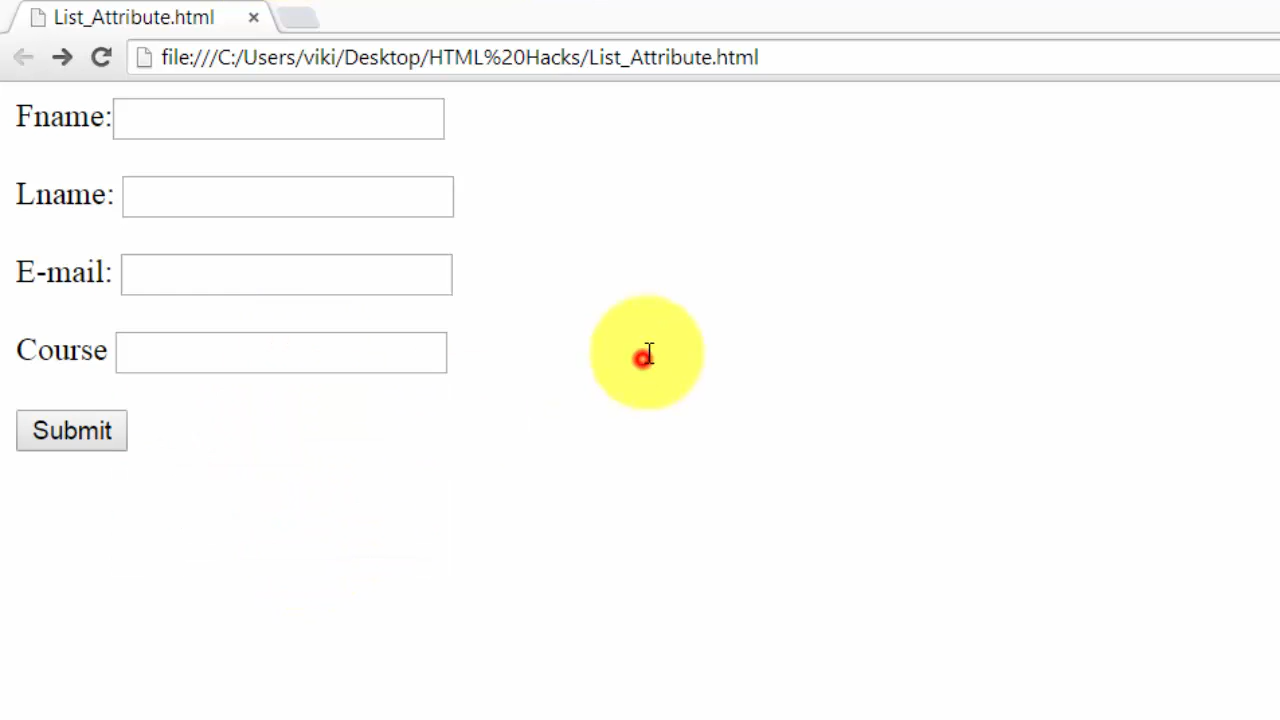 List_Attribute.html
file:///C:/Users/viki/Desktop/HTML%20Hacks/List_Attribute.html
Fname:
Lname:
E-mail:
Course
Submit